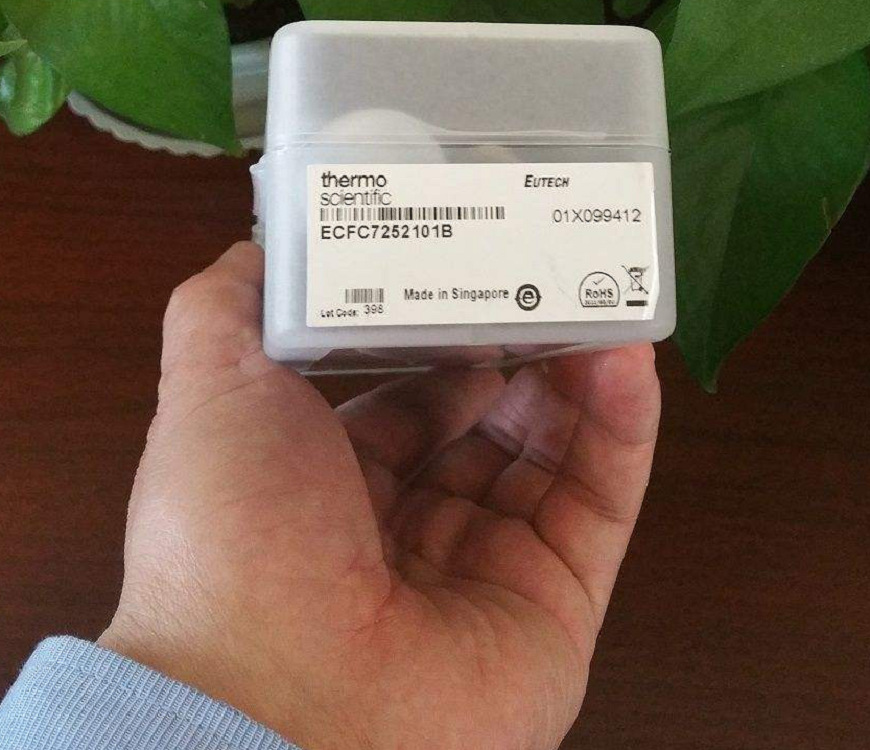 thermo
scientific
EUTECH
01X099412
ECFC7252101B
Lot Code: 398
Made in Singapore
e
RoHS